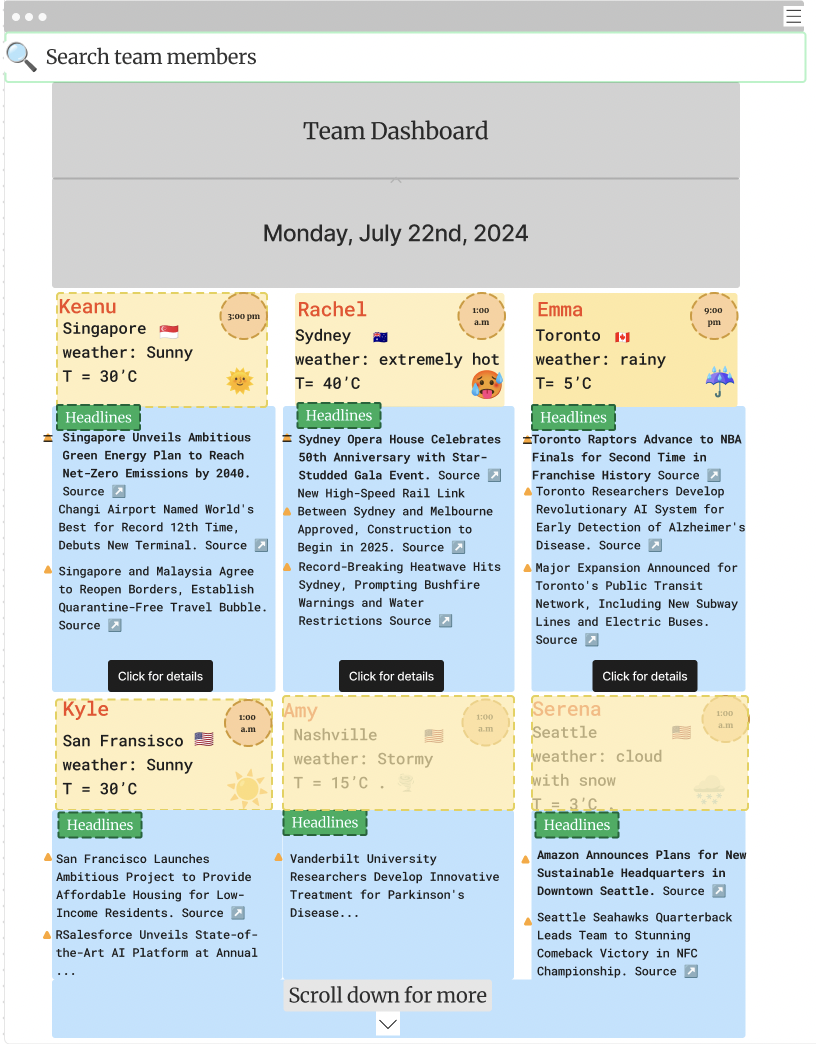 Search team members
Team Dashboard
Monday, July 22nd, 2024
Keanu
3:00 pm
Singapore
weather: Sunny
T = 30’C
Rachel
1:00
a.m
Sydney
weather: extremely hot
T= 40’C
Emma
9:00
pm
Toronto
weather: rainy
T= 5’C
Headlines
Singapore Unveils Ambitious
Green Energy Plan to Reach
Net-Zero Emissions by 2040.
Source
Changi Airport Named World's
Best for Record 12th Time,
Debuts New Terminal. Source
Singapore and Malaysia Agree
to Reopen Borders, Establish
Quarantine-Free Travel Bubble.
Source
Click for details
Headlines
Sydney Opera House Celebrates
50th Anniversary with Star-
Studded Gala Event. Source
New High-Speed Rail Link
Between Sydney and Melbourne
Approved, Construction to
Begin in 2025. Source
Record-Breaking Heatwave Hits
Sydney, Prompting Bushfire
Warnings and Water
Restrictions Source
Click for details
Headlines
Toronto Raptors Advance to NBA
Finals for Second Time in
Franchise History Source
Toronto Researchers Develop
Revolutionary AI System for
Early Detection of Alzheimer's
Disease. Source
Major Expansion Announced for
Toronto's Public Transit
Network, Including New Subway
Lines and Electric Buses.
Source
Click for details
Kyle
1:00
a.m
San Fransisco
weather: Sunny
T = 30’C
Amy
1:00
a.m
Nashville
weather: Stormy
T = 15’C .
Serena
1:00
a.m
Seattle
weather: cloud
with snow
T = 3’C .
Headlines
San Francisco Launches
Ambitious Project to Provide
Affordable Housing for Low-
Income Residents. Source
RSalesforce Unveils State-of-
the-Art AI Platform at Annual
...
Headlines
Vanderbilt University
Researchers Develop Innovative
Treatment for Parkinson's
Disease...
Headlines
Amazon Announces Plans for New
Sustainable Headquarters in
Downtown Seattle. Source
Seattle Seahawks Quarterback
Leads Team to Stunning
Comeback Victory in NFC
Championship. Source
Scroll down for more